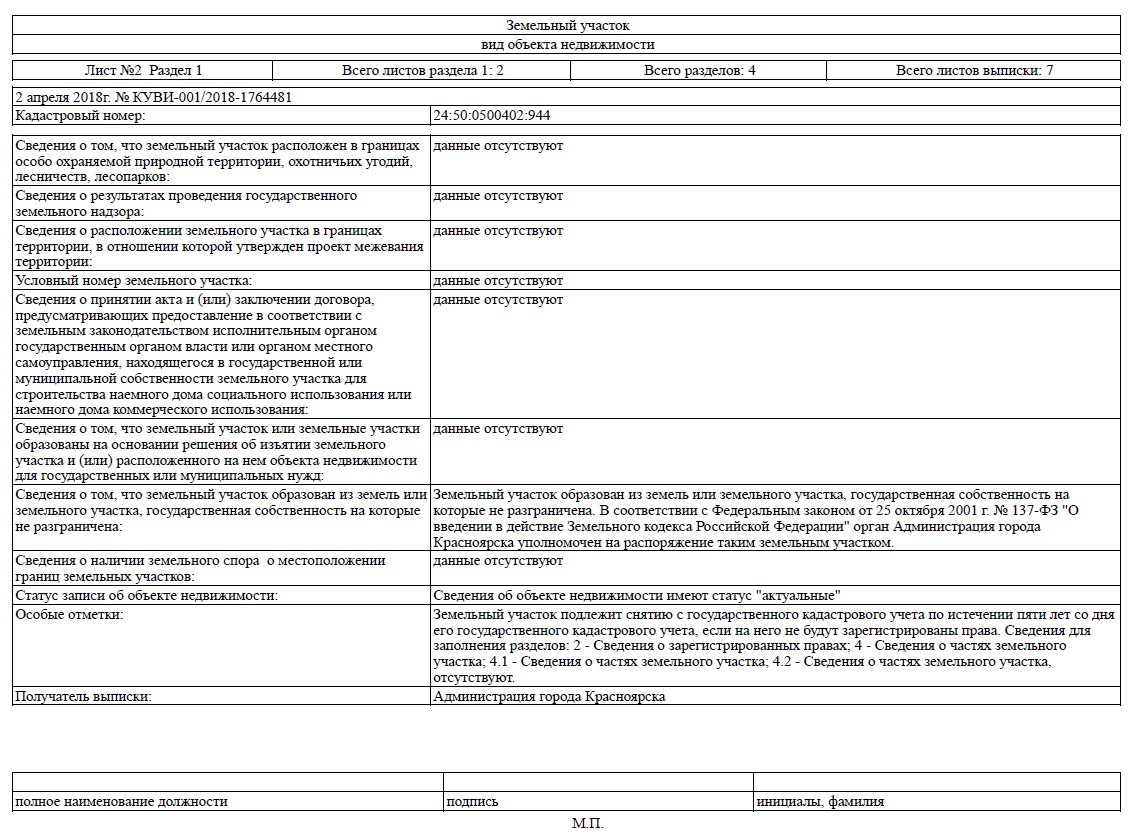 Земельный участок
вид объекта недвижимости
Лист №2 Раздел 1 Всего листов раздела 1: 2 Всего разделов: 4 Всего листов выписки: 7
2 апреля 2018г. № КУВИ-001/2018-1764481
Кадастровый номер: 24:50:0500402:944
Сведения о том, что земельный участок расположен в границах данные отсутствуют
особо охраняемой природной территории, охотничьих угодий,
лесничеств, лесопарков:
Сведения о результатах проведения государственного данные отсутствуют
земельного надзора:
Сведения о расположении земельного участка в границах данные отсутствуют
территории, в отношении которой утвержден проект межевания
территории:
Условный номер земельного участка: данные отсутствуют
Сведения о принятии акта и (или) заключении договора, данные отсутствуют
предусматривающих предоставление в соответствии с
земельным законодательством исполнительным органом
государственным органом власти или органом местного
самоуправления, находящегося в государственной или
муниципальной собственности земельного участка для
строительства наемного дома социального использования или
наемного дома коммерческого использования:
Сведения о том, что земельный участок или земельные участки данные отсутствуют
образованы на основании решения об изъятии земельного
участка и (или) расположенного на нем объекта недвижимости
для государственных или муниципальных нужд:
Сведения о том, что земельный участок образован из земель или Земельный участок образован из земель или земельного участка, государственная собственность на
земельного участка, государственная собственность на которые которые не разграничена. В соответствии с Федеральным законом от 25 октября 2001 г. № 137-ФЗ "О
не разграничена: введении в действие Земельного кодекса Российской Федерации" орган Администрация города
Красноярска уполномочен на распоряжение таким земельным участком.
Сведения о наличии земельного спора о местоположении данные отсутствуют
границ земельных участков:
Статус записи об объекте недвижимости: Сведения об объекте недвижимости имеют статус "актуальные"
Особые отметки: Земельный участок подлежит снятию с государственного кадастрового учета по истечении пяти лет со дня
его государственного кадастрового учета, если на него не будут зарегистрированы права. Сведения для
заполнения разделов: 2 - Сведения о зарегистрированных правах; 4 - Сведения о частях земельного
участка; 4.1 - Сведения о частях земельного участка; 4.2 - Сведения о частях земельного участка,
отсутствуют.
Получатель выписки: Администрация города Красноярска
полное наименование должности подпись инициалы, фамилия
М.П.